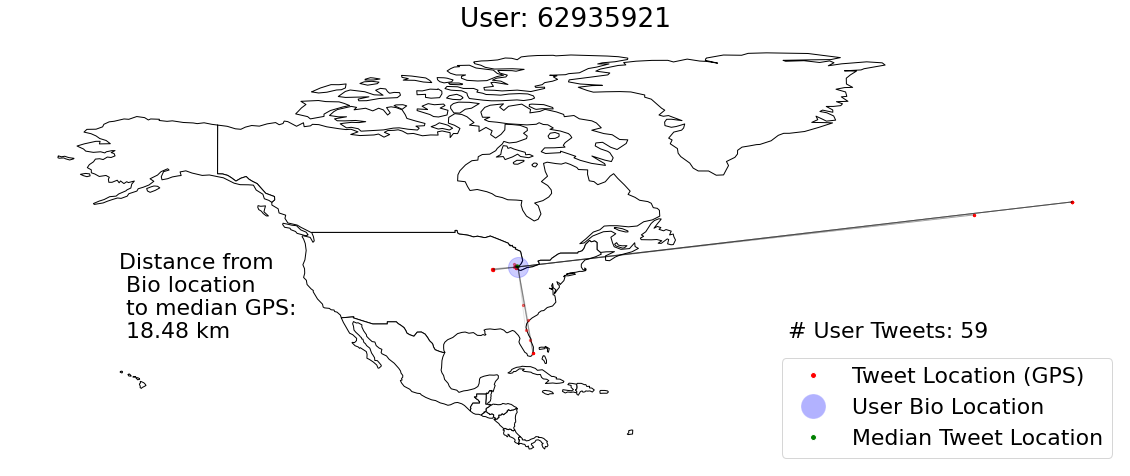 User: 62935921
Distance from
Bio location
to median GPS:
18.48 km
# User Tweets: 59
Tweet Location (GPS)
User Bio Location
Median Tweet Location